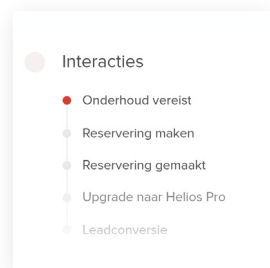 Interacties
Onderhoud vereist
Reservering maken
Reservering gemaakt
Upgrade naar Helios Pro
Leadconversie